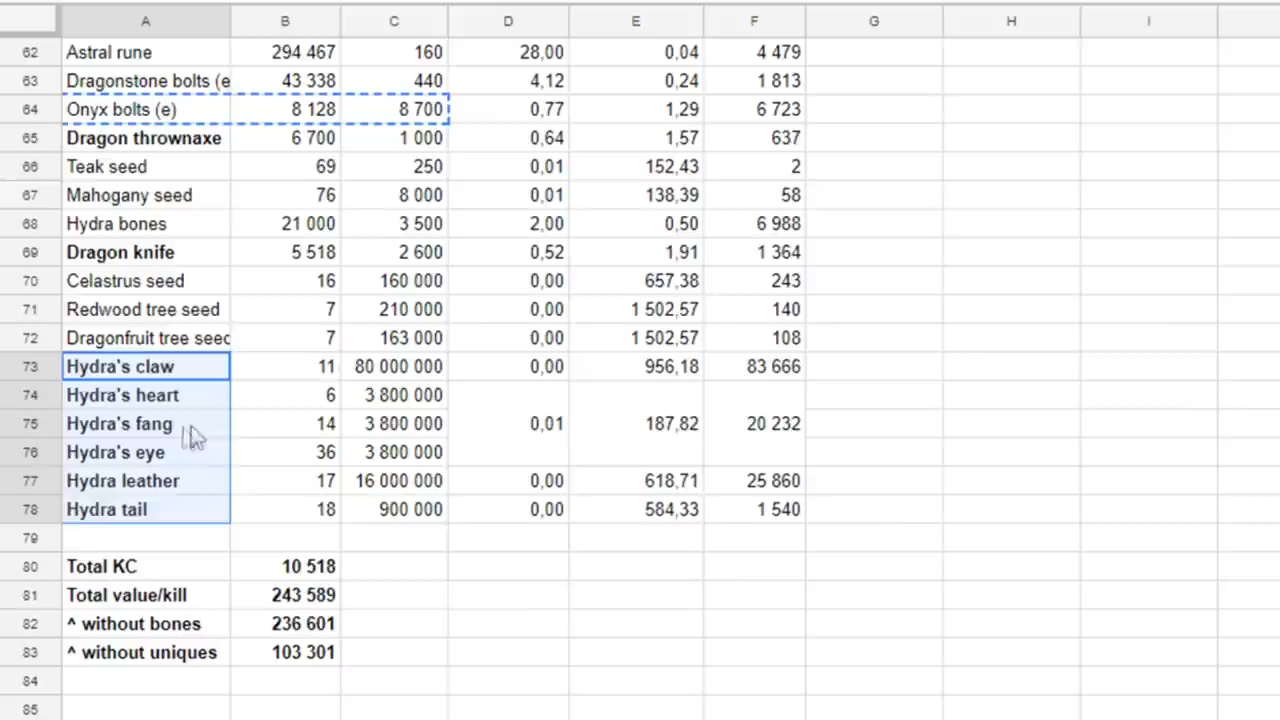 A B C D E F G H I
62 Astral rune 294 467 160 28,00 0,04 4 479
63 Dragonstone bolts (e 43 338 440 4,12 0,24 1 813
64 Onyx bolts (e) 8 128 8 700 0,77 1,29 6 723
65 Dragon thrownaxe 6 700 1 000 0,64 1,57 637
66 Teak seed 69 250 0,01 152,43 2
67 Mahogany seed 76 8 000 0,01 138,39 58
68 Hydra bones 21 000 3 500 2,00 0,50 6 988
69 Dragon knife 5 518 2 600 0,52 1,91 1 364
70 Celastrus seed 16 160 000 0,00 657,38 243
71 Redwood tree seed 7 210 000 0,00 1 502,57 140
72 Dragonfruit tree seed 7 163 000 0,00 1 502,57 108
73 Hydra's claw 11 80 000 000 0,00 956,18 83 666
74 Hydra's heart 6 3 800 000
75 Hydra's fang 14 3 800 000 0,01 187,82 20 232
76 Hydra's eye 36 3 800 000
77 Hydra leather 17 16 000 000 0,00 618,71 25 860
78 Hydra tail 18 900 000 0,00 584,33 1 540
79
80 Total KC 10 518
81 Total value/kill 243 589
82 ^ without bones 236 601
83 ^ without uniques 103 301
84
85